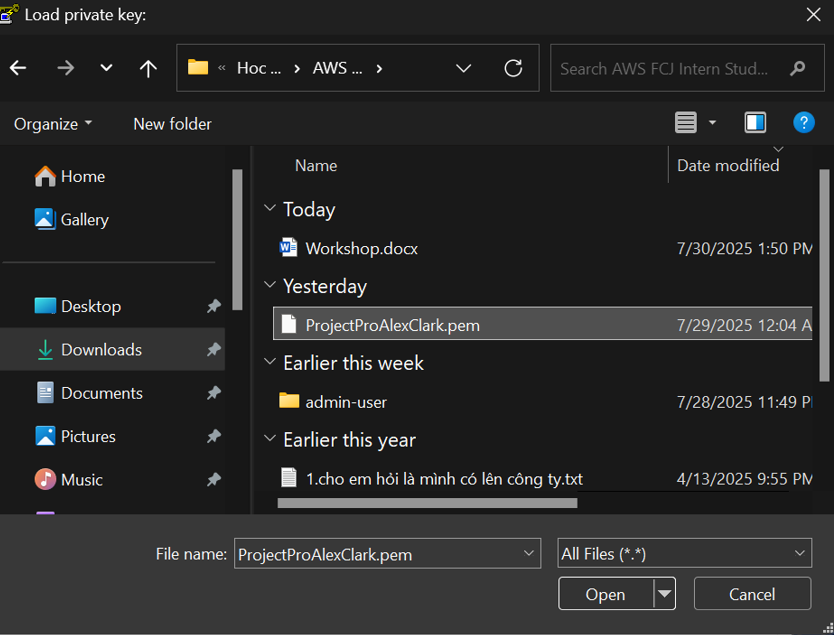 Load private key:
« Hoc ... > AWS ... >
Search AWS FCJ Intern Stud...
Organize
New folder
Home
Gallery
Desktop
Downloads
Documents
Pictures
Music
Name
Date modified
Today
Workshop.docx
7/30/2025 1:50 PM
Yesterday
ProjectProAlexClark.pem
7/29/2025 12:04 A
Earlier this week
admin-user
7/28/2025 11:49 P
Earlier this year
1.cho em hỏi là mình có lên công ty.txt
4/13/2025 9:55 PM
File name:
ProjectProAlexClark.pem
All Files (*.*)
Open
Cancel